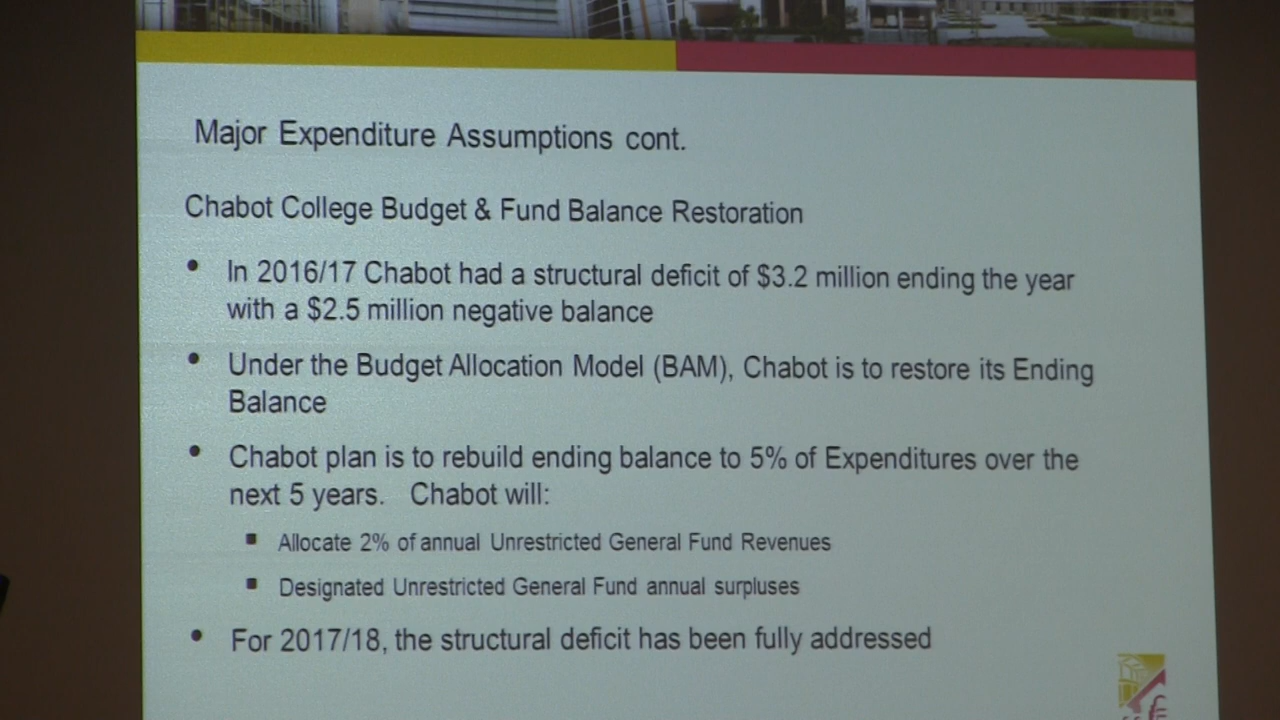 Major Expenditure Assumptions cont.
Chabot College Budget & Fund Balance Restoration
• In 2016/17 Chabot had a structural deficit of $3.2 million ending the year
with a $2.5 million negative balance
• Under the Budget Allocation Model (BAM), Chabot is to restore its Ending
Balance
• Chabot plan is to rebuild ending balance to 5% of Expenditures over the
next 5 years. Chabot will:
▪ Allocate 2% of annual Unrestricted General Fund Revenues
▪ Designated Unrestricted General Fund annual surpluses
• For 2017/18, the structural deficit has been fully addressed